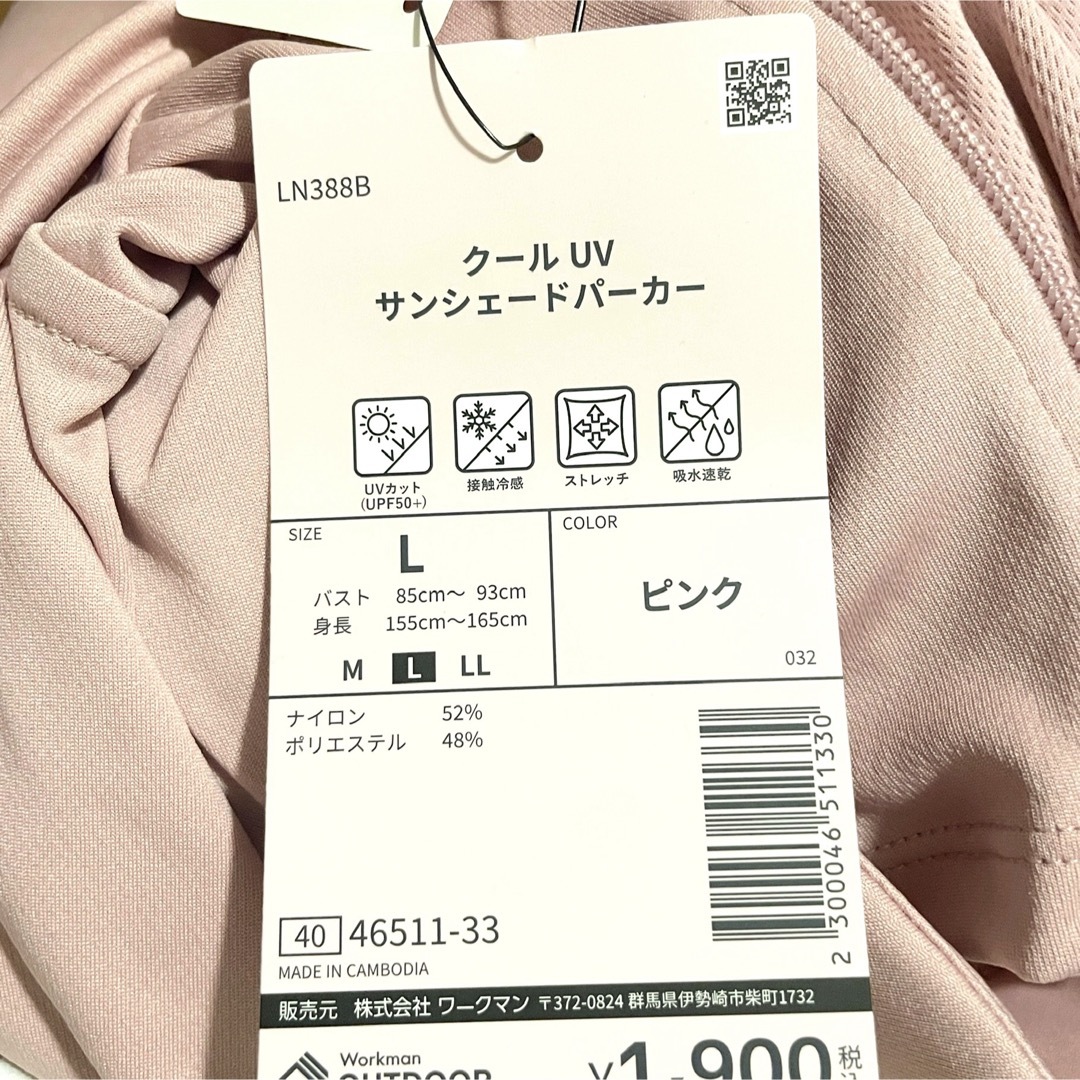 LN388B
クール UV
サンシェードパーカー
UVカット
(UPF50+)
接触冷感
ストレッチ
吸水速乾
SIZE
L
バスト 85cm〜 93cm
身長 155cm〜165cm
M L LL
COLOR
ピンク
032
ナイロン 52%
ポリエステル 48%
2 300046 511330
40 46511-33
MADE IN CAMBODIA
販売元 株式会社 ワークマン 〒372-0824 群馬県伊勢崎市柴町1732
Workman
OUTDOOR
¥1,900 税込